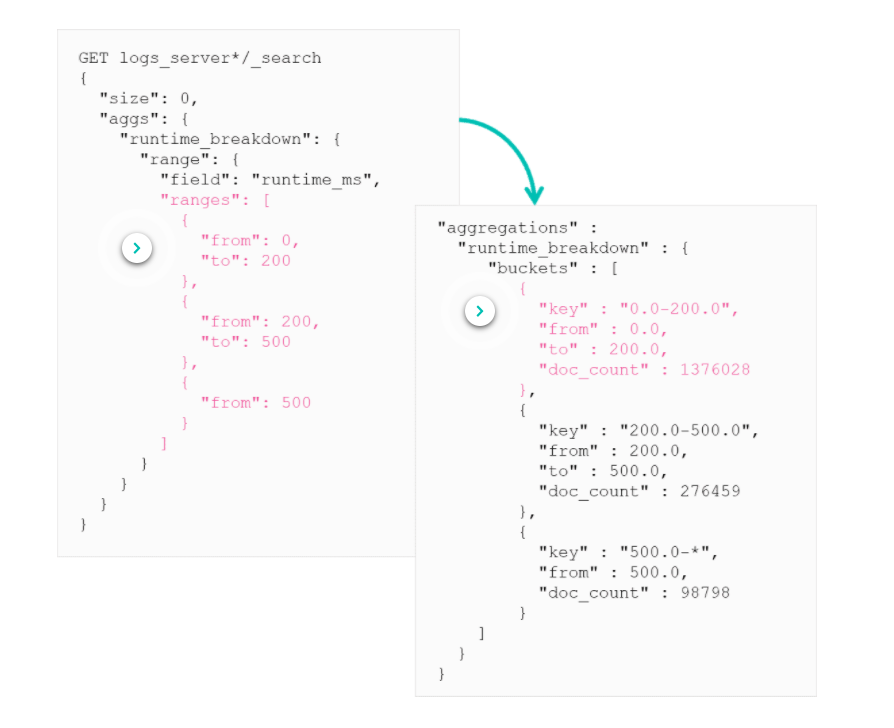 GET logs_server*/_search
{
  "size": 0,
  "aggs": {
    "runtime_breakdown": {
      "range": {
        "field": "runtime_ms",
        "ranges": [
          {
            "from": 0,
            "to": 200
          },
          {
            "from": 200,
            "to": 500
          },
          {
            "from": 500
          }
        ]
      }
    }
  }
}
"aggregations" :
  "runtime_breakdown" : {
     "buckets" : [
        {
          "key" : "0.0-200.0",
          "from" : 0.0,
          "to" : 200.0,
          "doc_count" : 1376028
        },
        {
          "key" : "200.0-500.0",
          "from" : 200.0,
          "to" : 500.0,
          "doc_count" : 276459
        },
        {
          "key" : "500.0-*",
          "from" : 500.0,
          "doc_count" : 98798
        }
    ]
  }
}